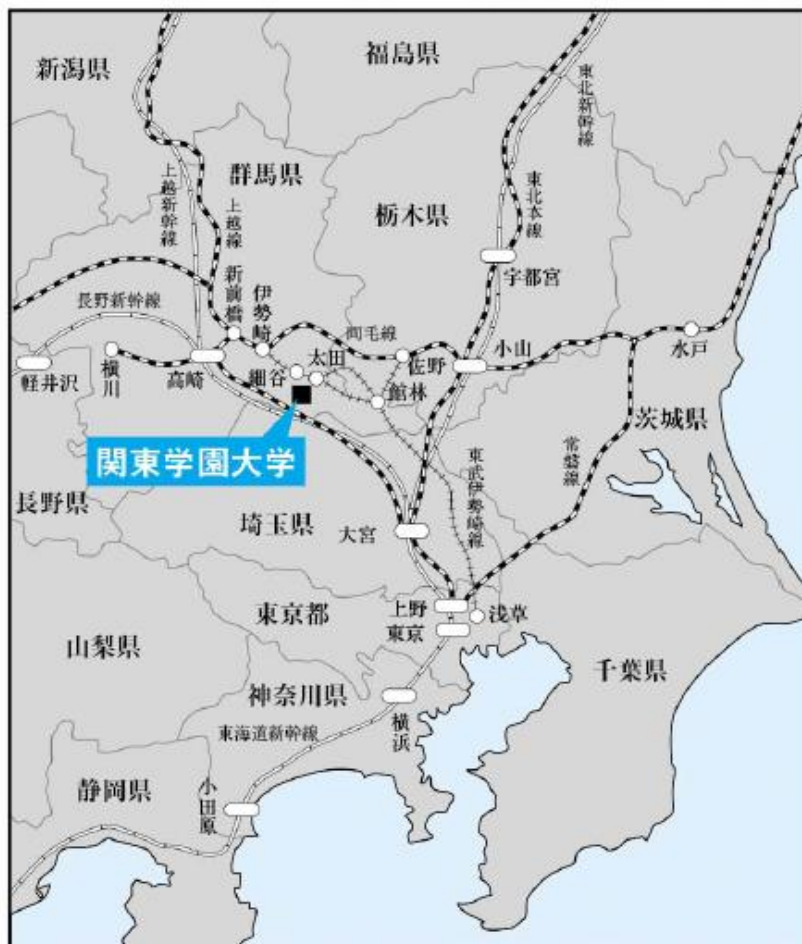 新潟県
福島県
東北新幹線
群馬県
栃木県
上越新幹線
上越線
東北本線
新前橋
伊勢崎
宇都宮
長野新幹線
両毛線
軽井沢
横川
高崎
細谷
太田
佐野
小山
水戸
館林
茨城県
関東学園大学
長野県
埼玉県
大宮
東武伊勢崎線
常磐線
東京都
上野
浅草
東京
山梨県
千葉県
神奈川県
東海道新幹線
横浜
静岡県
小田原